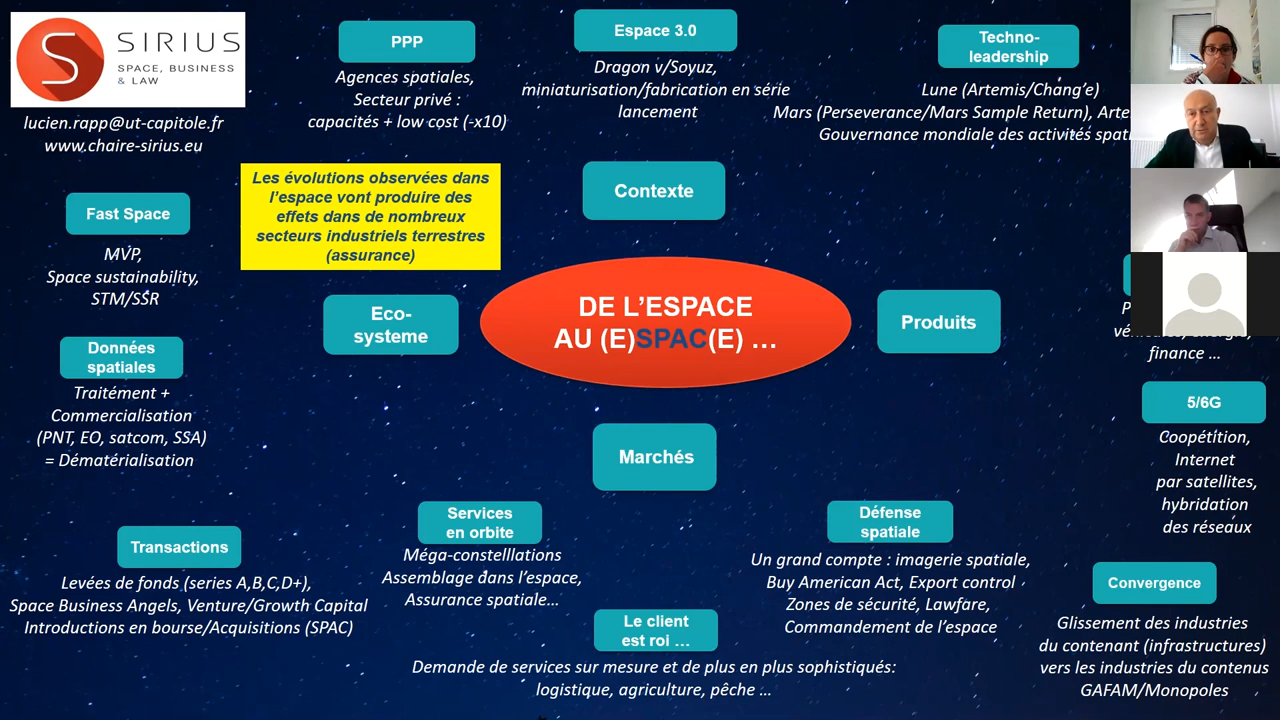 SIRIUS
SPACE, BUSINESS
& LAW
lucien.rapp@ut-capitole.fr
www.chaire-sirius.eu
PPP
Agences spatiales,
Secteur privé :
capacités + low cost (-x10)
Espace 3.0
Dragon v/Soyuz,
miniaturisation/fabrication en série
lancement
Techno-
leadership
Lune (Artemis/Chang’e)
Mars (Perseverance/Mars Sample Return),
Gouvernance mondiale des activités
Les évolutions observées dans
l’espace vont produire des
effets dans de nombreux
secteurs industriels terrestres
(assurance)
Contexte
Fast Space
MVP,
Space sustainability,
STM/SSR
Eco-
systeme
DE L’ESPACE
AU (E)SPAC(E) …
Produits
finance …
Données
spatiales
Traitément +
Commercialisation
(PNT, EO, satcom, SSA)
= Dématérialisation
5/6G
Coopétition,
Internet
par satellites,
hybridation
des réseaux
Marchés
Services
en orbite
Méga-constelllations
Assemblage dans l’espace,
Assurance spatiale…
Défense
spatiale
Un grand compte : imagerie spatiale,
Buy American Act, Export control
Zones de sécurité, Lawfare,
Commandement de l’espace
Transactions
Levées de fonds (series A,B,C,D+),
Space Business Angels, Venture/Growth Capital
Introductions en bourse/Acquisitions (SPAC)
Le client
est roi …
Demande de services sur mesure et de plus en plus sophistiqués:
logistique, agriculture, pêche …
Convergence
Glissement des industries
du contenant (infrastructures)
vers les industries du contenus
GAFAM/Monopoles